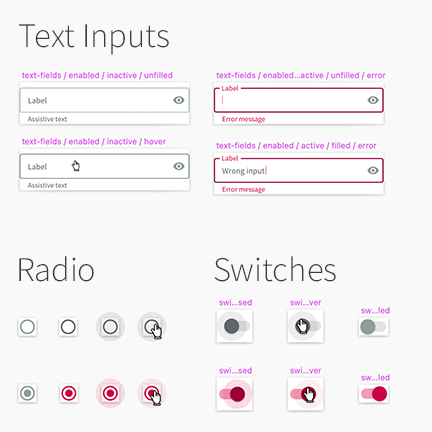 Text Inputs
text-fields / enabled / inactive / unfilled
Label
Assistive text
text-fields / enabled...active / unfilled / error
Label
Error message
text-fields / enabled / inactive / hover
Label
Assistive text
text-fields / enabled / active / filled / error
Label
Wrong input
Error message
Radio
Switches
swi...sed
swi...ver
sw...led
swi...sed
swi...ver
sw...led